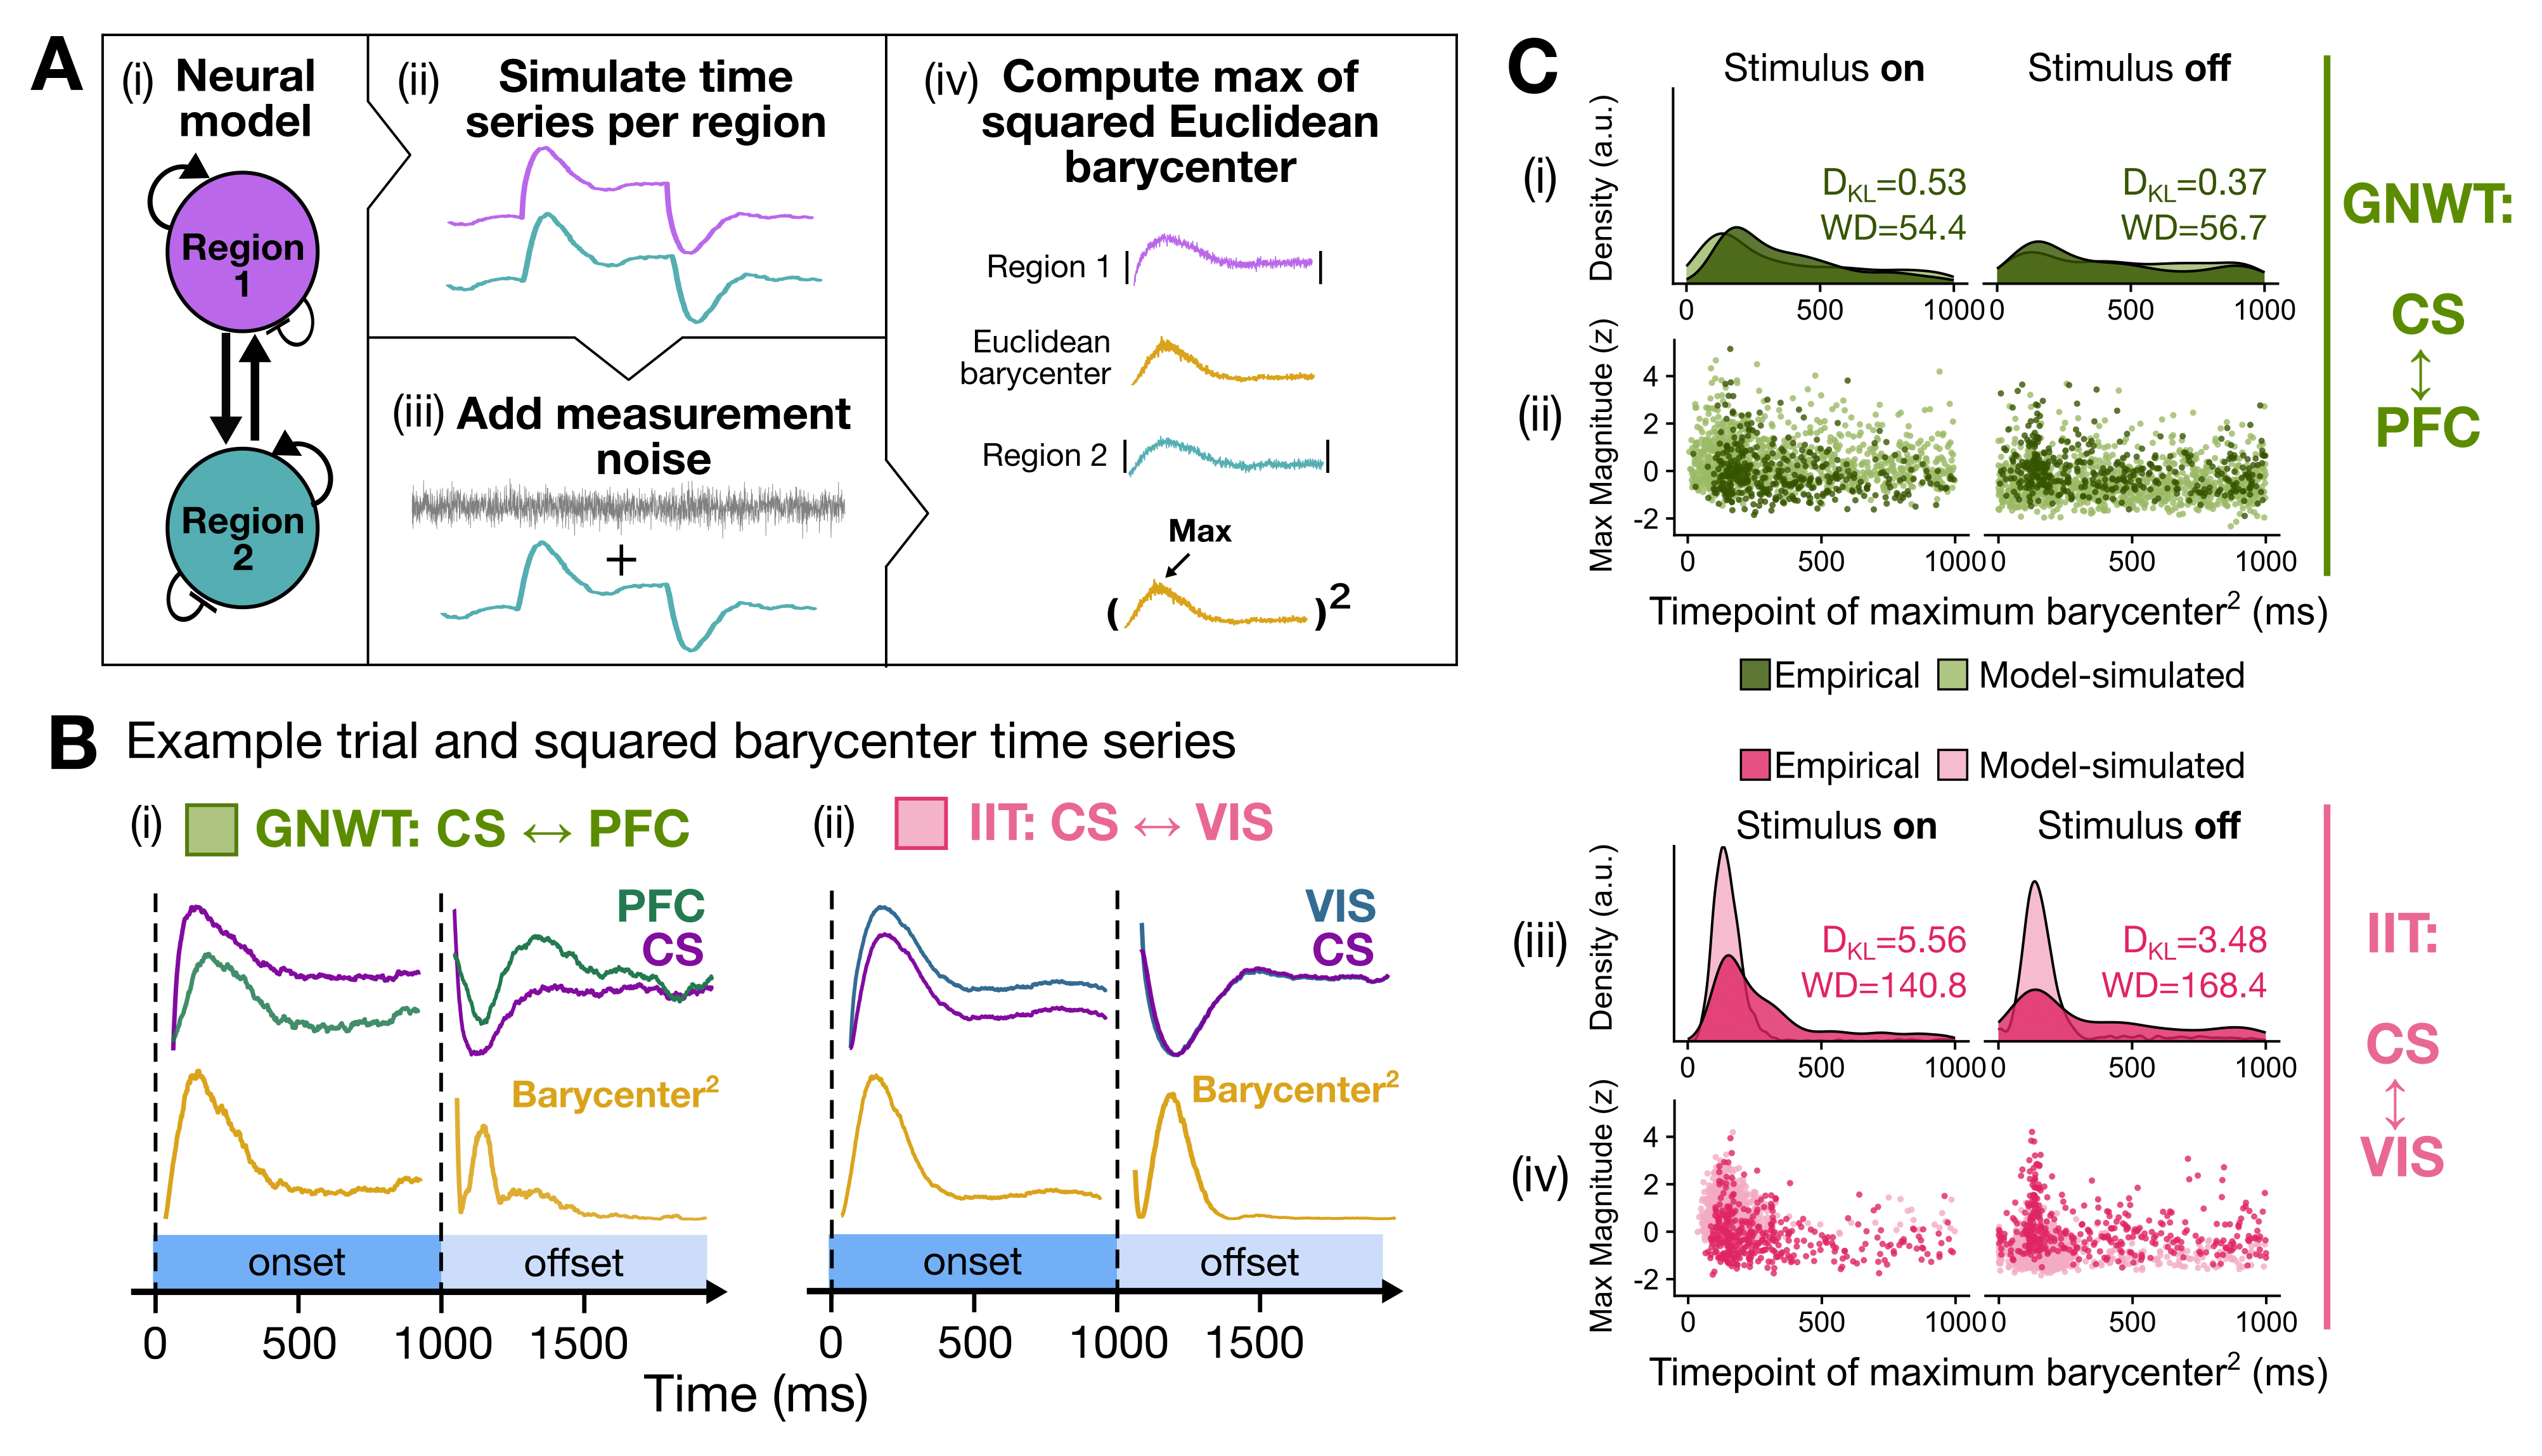 A
(i) Neural
model
Region
1
Region
2
(ii) Simulate time
series per region
(iii) Add measurement
noise
+
(iv) Compute max of
squared Euclidean
barycenter
Region 1
Euclidean
barycenter
Region 2
Max
( )2
B Example trial and squared barycenter time series
(i) GNWT: CS ↔ PFC
PFC
CS
Barycenter2
onset offset
0 500 1000 1500
(ii) IIT: CS ↔ VIS
VIS
CS
Barycenter2
onset offset
0 500 1000 1500
Time (ms)
C
Stimulus on Stimulus off
(i)
Density (a.u.)
DKL=0.53
WD=54.4
DKL=0.37
WD=56.7
0 500 1000 0 500 1000
(ii)
Max Magnitude (z)
4
2
0
-2
0 500 1000 0 500 1000
Timepoint of maximum barycenter2 (ms)
Empirical Model-simulated
GNWT:
CS
↕
PFC
Empirical Model-simulated
Stimulus on Stimulus off
(iii)
Density (a.u.)
DKL=5.56
WD=140.8
DKL=3.48
WD=168.4
0 500 1000 0 500 1000
(iv)
Max Magnitude (z)
4
2
0
-2
0 500 1000 0 500 1000
Timepoint of maximum barycenter2 (ms)
IIT:
CS
↕
VIS